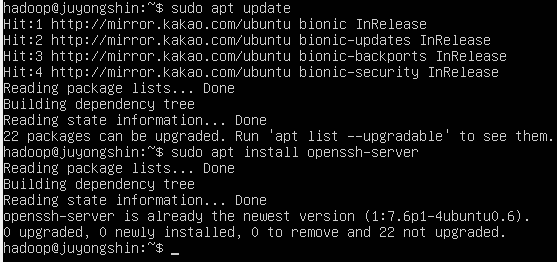 hadoop@juyongshin:~$ sudo apt update
Hit:1 http://mirror.kakao.com/ubuntu bionic InRelease
Hit:2 http://mirror.kakao.com/ubuntu bionic-updates InRelease
Hit:3 http://mirror.kakao.com/ubuntu bionic-backports InRelease
Hit:4 http://mirror.kakao.com/ubuntu bionic-security InRelease
Reading package lists... Done
Building dependency tree
Reading state information... Done
22 packages can be upgraded. Run 'apt list --upgradable' to see them.
hadoop@juyongshin:~$ sudo apt install openssh-server
Reading package lists... Done
Building dependency tree
Reading state information... Done
openssh-server is already the newest version (1:7.6p1-4ubuntu0.6).
0 upgraded, 0 newly installed, 0 to remove and 22 not upgraded.
hadoop@juyongshin:~$ _